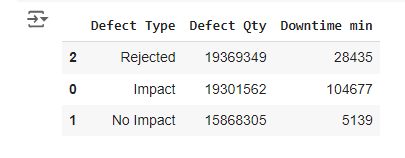 Defect Type Defect Qty Downtime min
2 Rejected 19369349 28435
0 Impact 19301562 104677
1 No Impact 15868305 5139